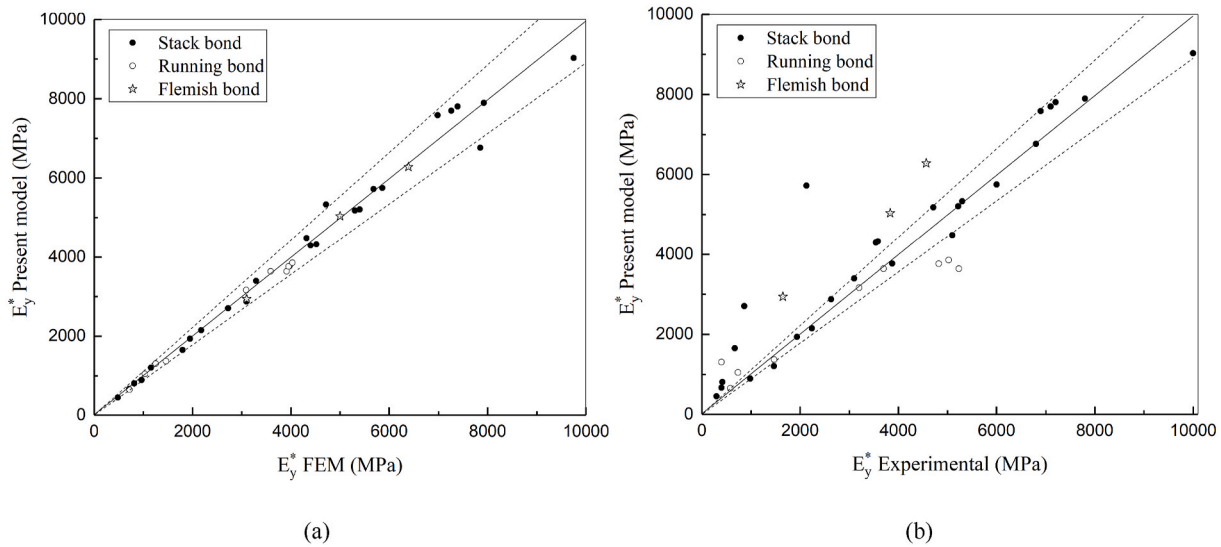 10000
8000
6000
4000
2000
0
E*y Present model (MPa)
Stack bond
Running bond
Flemish bond
0 2000 4000 6000 8000 10000
E*y FEM (MPa)
(a)
10000
8000
6000
4000
2000
0
E*y Present model (MPa)
Stack bond
Running bond
Flemish bond
0 2000 4000 6000 8000 10000
E*y Experimental (MPa)
(b)